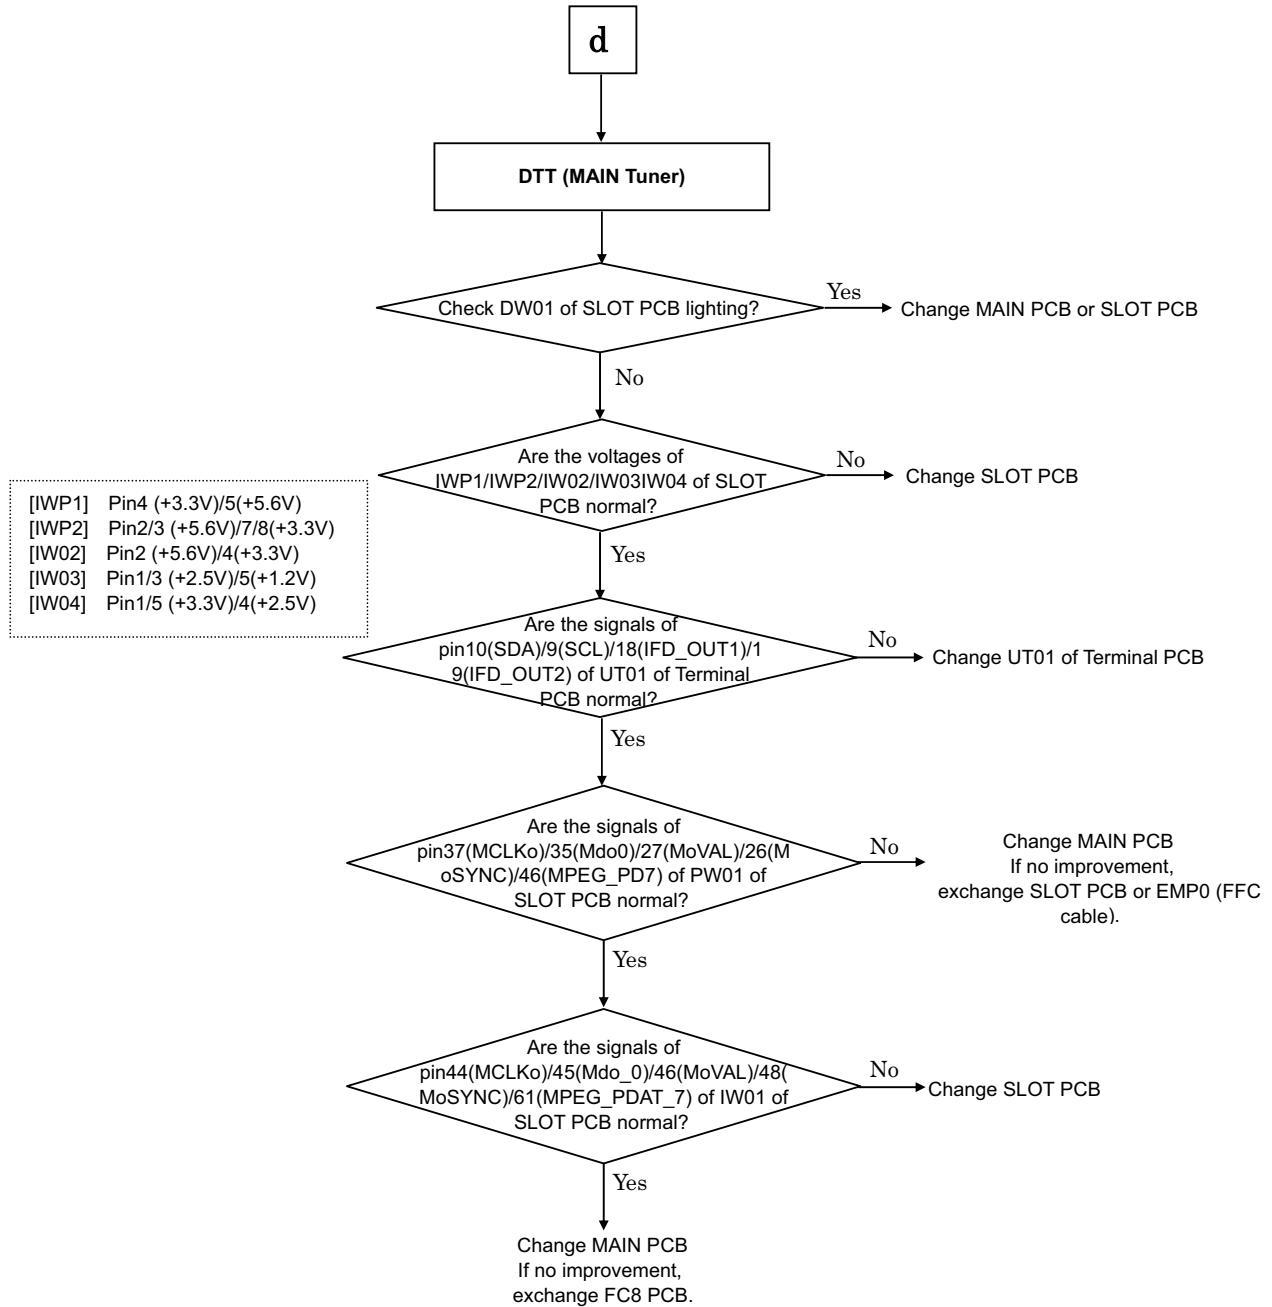 d
DTT (MAIN Tuner)
Check DW01 of SLOT PCB lighting?
Yes
Change MAIN PCB or SLOT PCB
No
Are the voltages of
IWP1/IWP2/IW02/IW03IW04 of SLOT
PCB normal?
No
Change SLOT PCB
[IWP1] Pin4 (+3.3V)/5(+5.6V)
[IWP2] Pin2/3 (+5.6V)/7/8(+3.3V)
[IW02] Pin2 (+5.6V)/4(+3.3V)
[IW03] Pin1/3 (+2.5V)/5(+1.2V)
[IW04] Pin1/5 (+3.3V)/4(+2.5V)
Yes
Are the signals of
pin10(SDA)/9(SCL)/18(IFD_OUT1)/1
9(IFD_OUT2) of UT01 of Terminal
PCB normal?
No
Change UT01 of Terminal PCB
Yes
Are the signals of
pin37(MCLKo)/35(Mdo0)/27(MoVAL)/26(M
oSYNC)/46(MPEG_PD7) of PW01 of
SLOT PCB normal?
No
Change MAIN PCB
If no improvement,
exchange SLOT PCB or EMP0 (FFC
cable).
Yes
Are the signals of
pin44(MCLKo)/45(Mdo_0)/46(MoVAL)/48(
MoSYNC)/61(MPEG_PDAT_7) of IW01 of
SLOT PCB normal?
No
Change SLOT PCB
Yes
Change MAIN PCB
If no improvement,
exchange FC8 PCB.